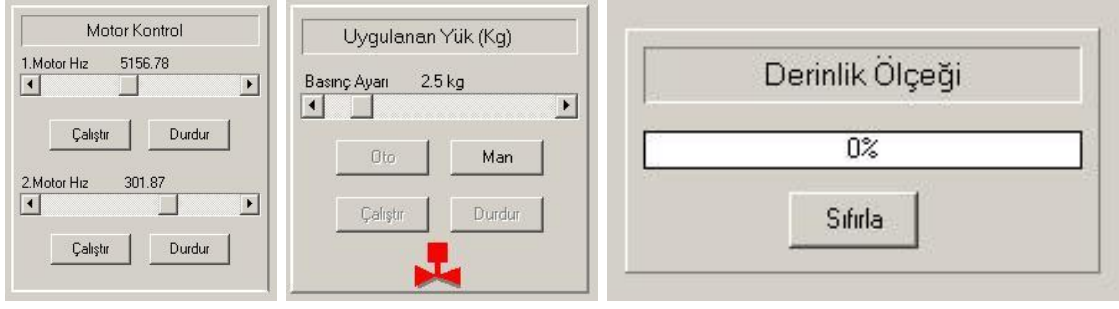 Motor Kontrol
1.Motor Hız 5156.78
Çalıştır Durdur
2.Motor Hız 301.87
Çalıştır Durdur
Uygulanan Yük (Kg)
Basınç Ayarı 2.5 kg
Oto Man
Çalıştır Durdur
Derinlik Ölçeği
0%
Sıfırla